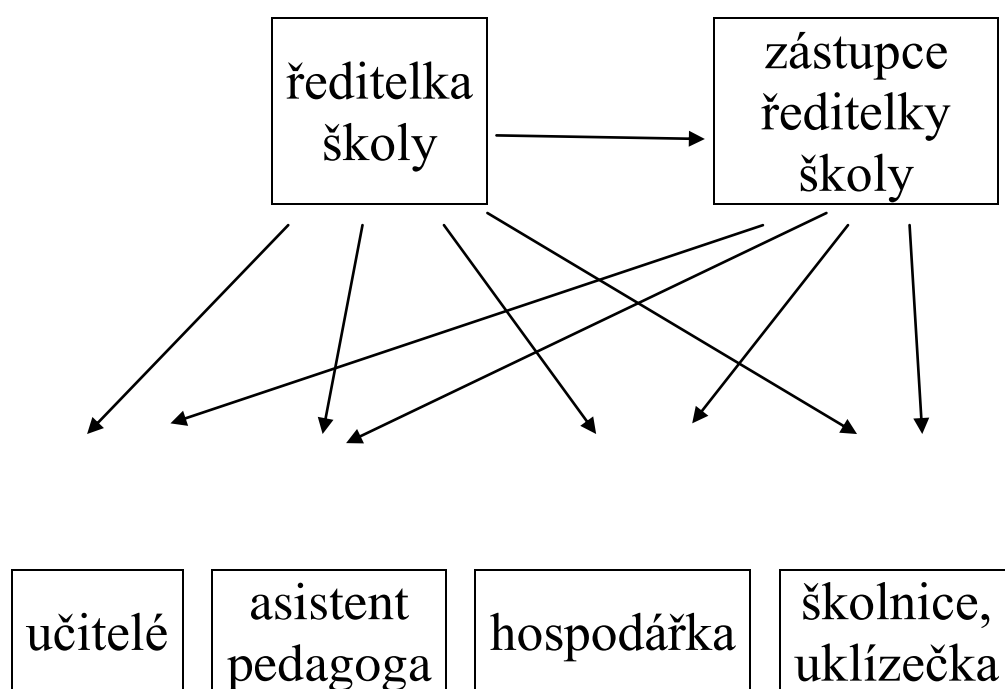 ředitelka
školy
zástupce
ředitelky
školy
učitelé
asistent
pedagoga
hospodářka
školnice,
uklízečka